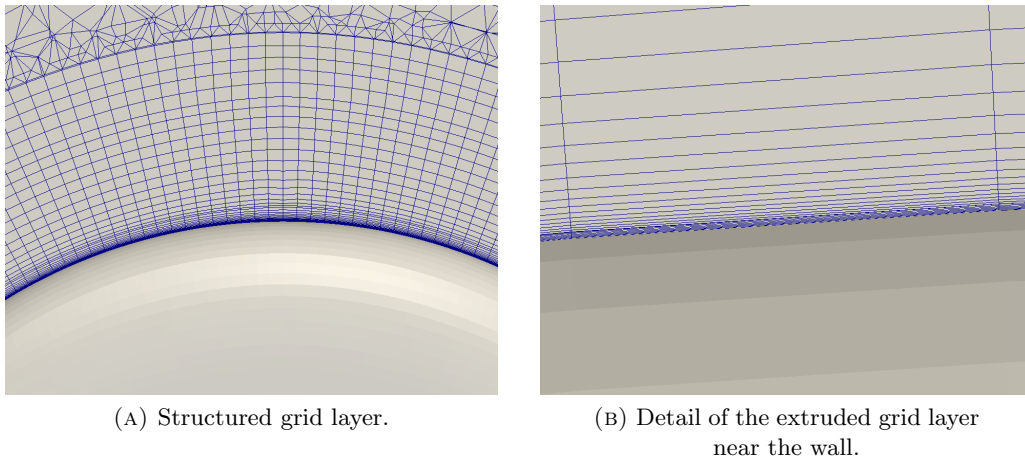 (A) Structured grid layer.
(B) Detail of the extruded grid layer
near the wall.